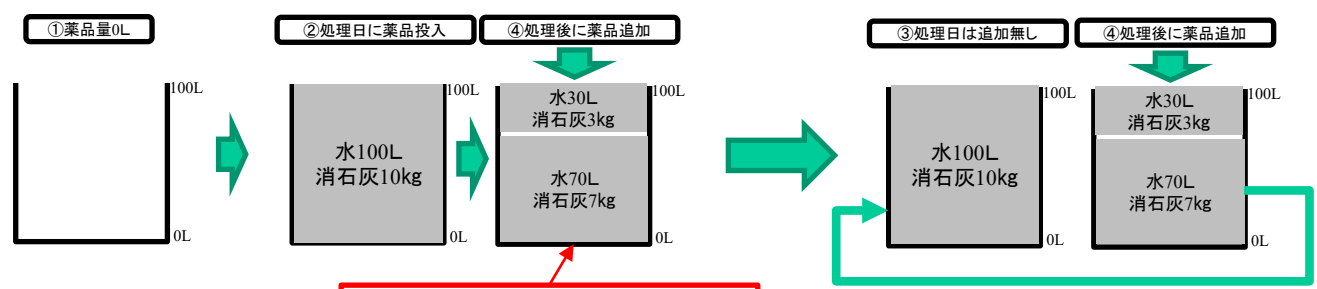 ①薬品量0L
②処理日に薬品投入
④処理後に薬品追加
③処理日は追加無し
④処理後に薬品追加
100L
0L
100L
水100L
消石灰10kg
0L
100L
水30L
消石灰3kg
水70L
消石灰7kg
0L
100L
水100L
消石灰10kg
0L
100L
水30L
消石灰3kg
水70L
消石灰7kg
0L